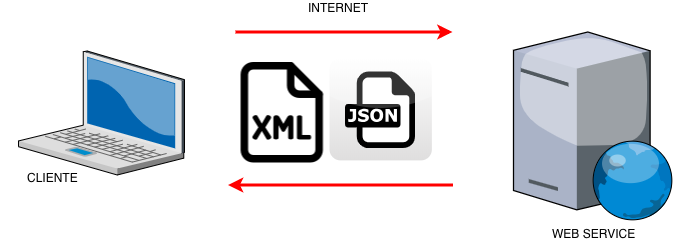 INTERNET
XML
JSON
CLIENTE
WEB SERVICE